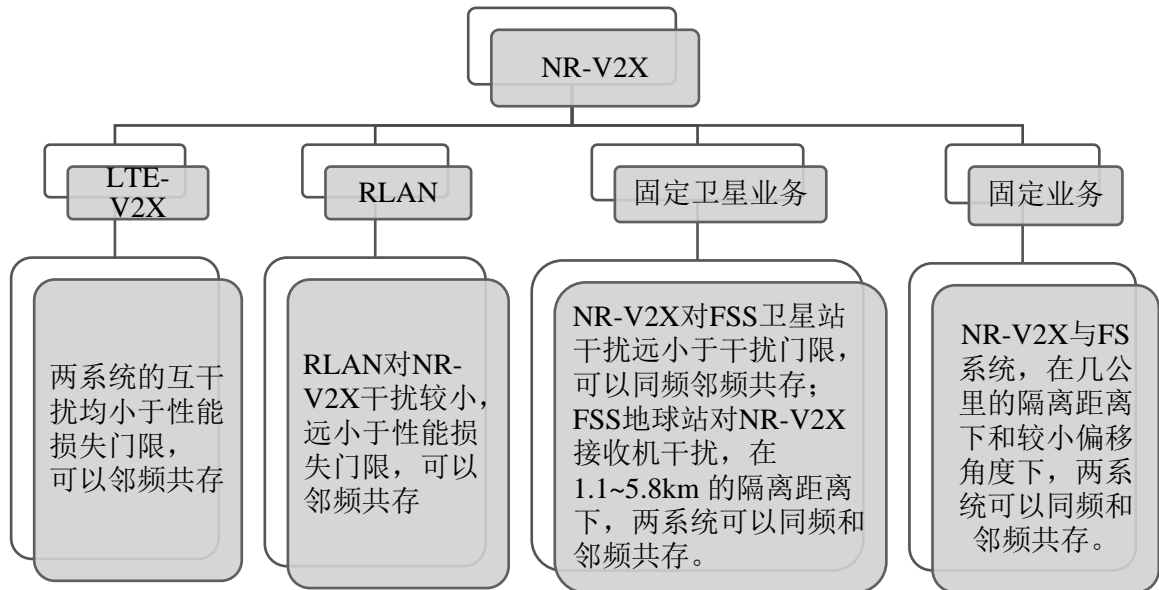 NR-V2X
LTE-
V2X
RLAN
固定卫星业务
固定业务
两系统的互干
扰均小于性能
损失门限，
可以邻频共存
RLAN对NR-
V2X干扰较小，
远小于性能损
失门限，可以
邻频共存
NR-V2X对FSS卫星站
干扰远小于干扰门限，
可以同频邻频共存；
FSS地球站对NR-V2X
接收机干扰，在
1.1~5.8km 的隔离距离
下，两系统可以同频和
邻频共存。
NR-V2X与FS
系统，在几公
里的隔离距离
下和较小偏移
角度下，两系
统可以同频和
邻频共存。